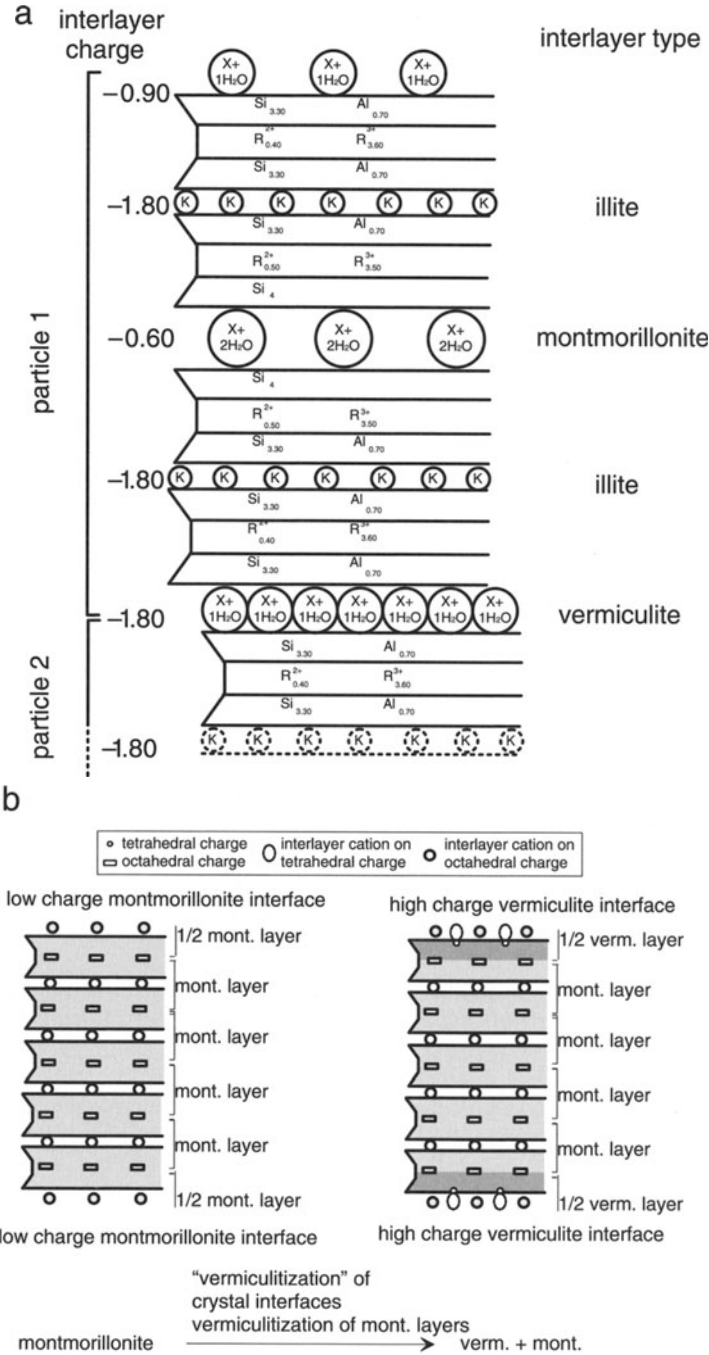 a
interlayer charge
interlayer type
particle 1
particle 2
X+ 1H₂O X+ 1H₂O X+ 1H₂O
−0.90
Si 3.30 Al 0.70
R2+ 0.40 R3+ 3.60
Si 3.30 Al 0.70
−1.80 K K K K K K K illite
Si 3.30 Al 0.70
R2+ 0.50 R3+ 3.50
Si 4
−0.60 X+ 2H₂O X+ 2H₂O X+ 2H₂O montmorillonite
Si 4
R2+ 0.50 R3+ 3.50
Si 3.30 Al 0.70
−1.80 K K K K K K K illite
Si 3.30 Al 0.70
R2+ 0.40 R3+ 3.60
Si 3.30 Al 0.70
−1.80 X+ 1H₂O X+ 1H₂O X+ 1H₂O X+ 1H₂O X+ 1H₂O X+ 1H₂O X+ 1H₂O vermiculite
Si 3.30 Al 0.70
R2+ 0.40 R3+ 3.60
Si 3.30 Al 0.70
−1.80 K K K K K K K
b
tetrahedral charge
octahedral charge
interlayer cation on
tetrahedral charge
interlayer cation on
octahedral charge
low charge montmorillonite interface
1/2 mont. layer
mont. layer
mont. layer
mont. layer
mont. layer
1/2 mont. layer
low charge montmorillonite interface
high charge vermiculite interface
1/2 verm. layer
mont. layer
mont. layer
mont. layer
mont. layer
1/2 verm. layer
high charge vermiculite interface
"vermiculitization" of
crystal interfaces
vermiculitization of mont. layers
montmorillonite verm. + mont.